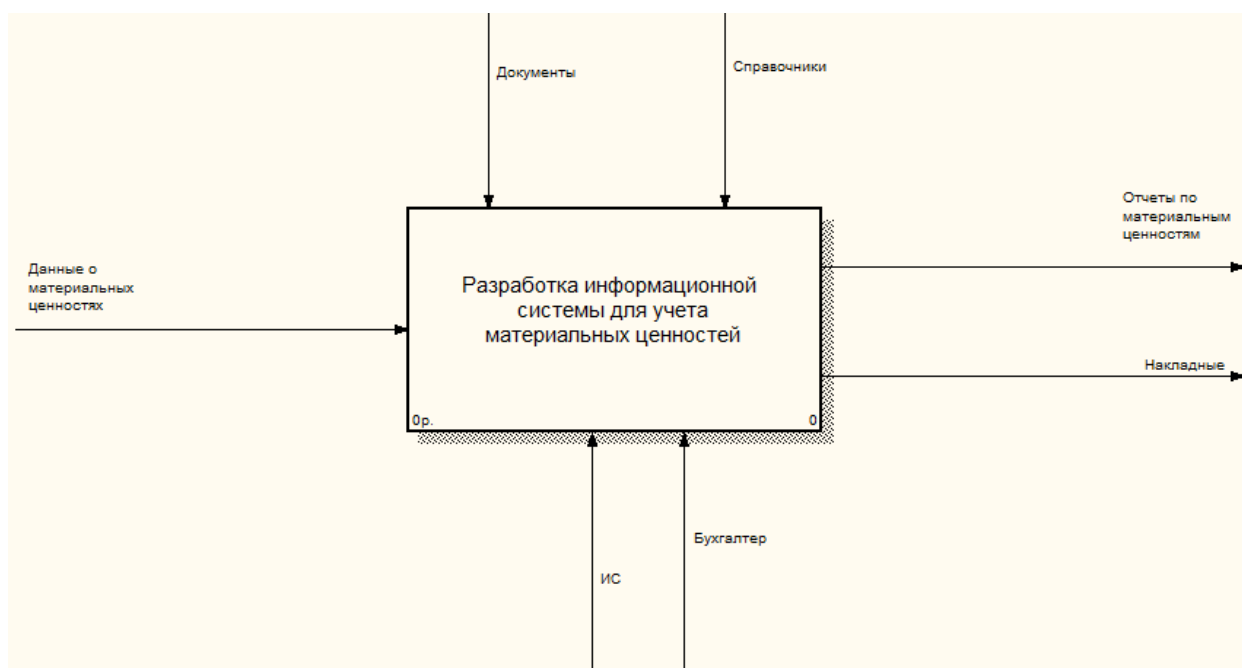 Документы
Справочники
Отчеты по
материальным
ценностям
Данные о
материальных
ценностях
Разработка информационной
системы для учета
материальных ценностей
Накладные
0р.
0
Бухгалтер
ИС